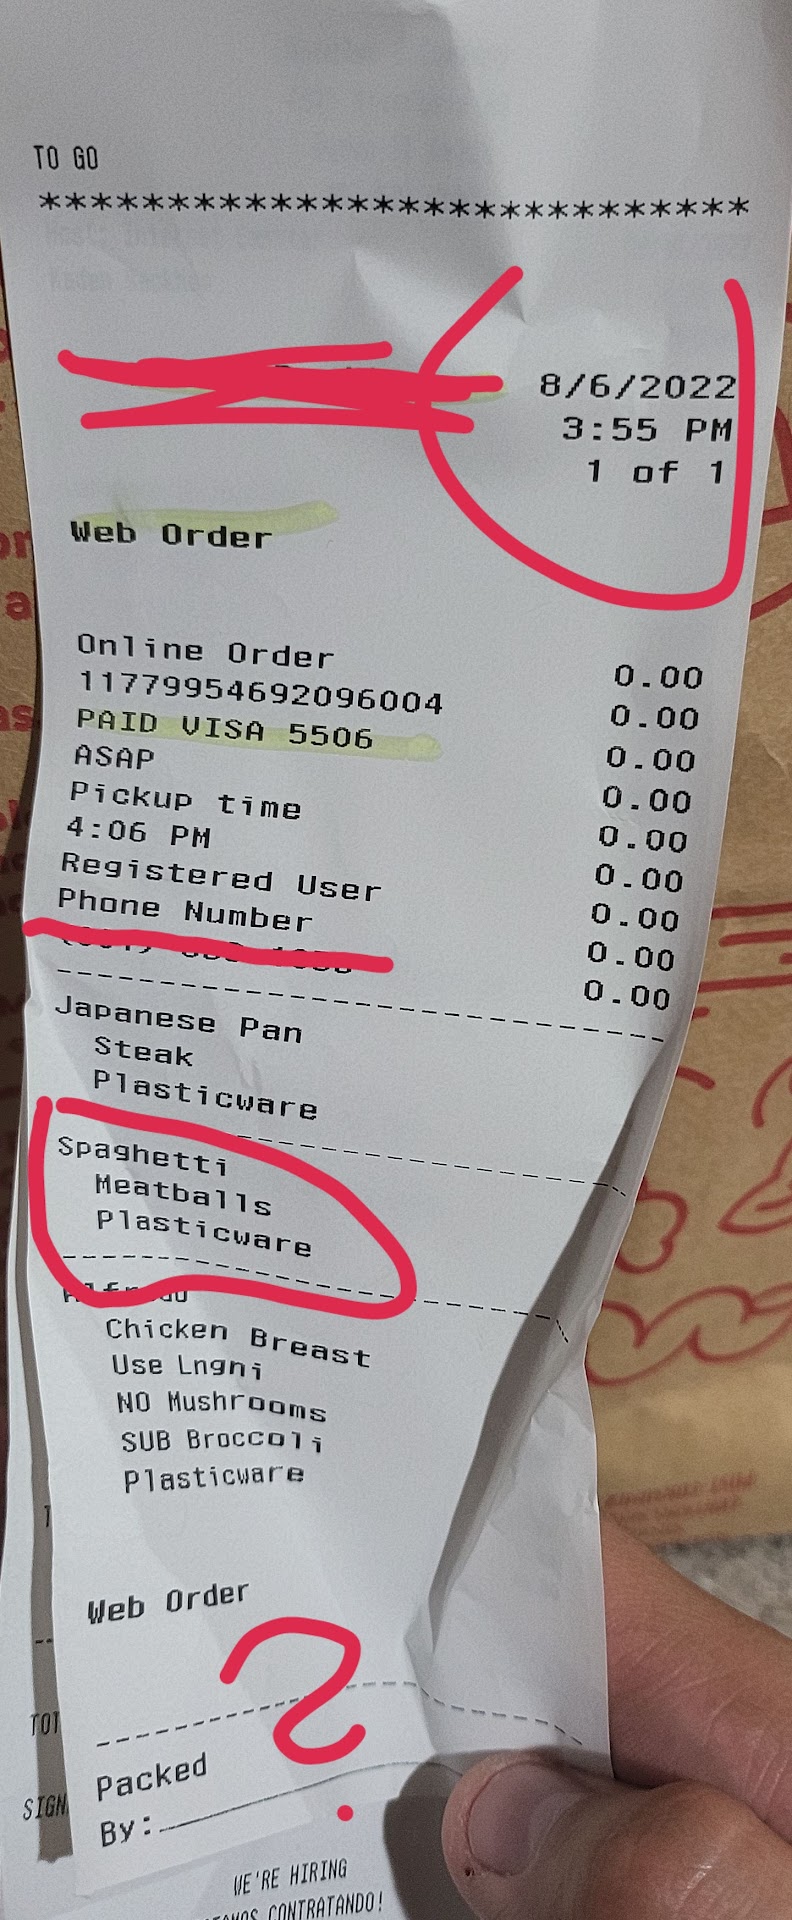 TO GO
****************************
8/6/2022
3:55 PM
1 of 1
Web Order
Online Order 0.00
11779954692096004 0.00
PAID VISA 5506 0.00
ASAP 0.00
Pickup time 0.00
4:06 PM 0.00
Registered User 0.00
Phone Number 0.00
0.00
Japanese Pan
Steak
Plasticware
Spaghetti
Meatballs
Plasticware
Alfredo
Chicken Breast
Use Lngni
NO Mushrooms
SUB Broccoli
Plasticware
Web Order
?
Packed
By:
WE'RE HIRING
CONTRATANDO!